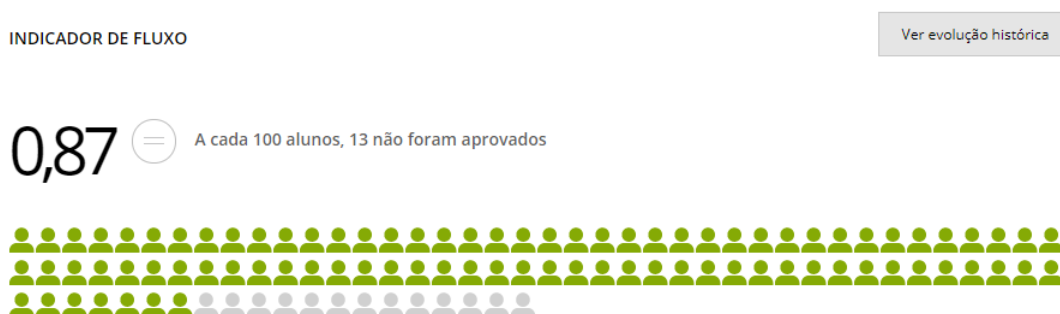 INDICADOR DE FLUXO
Ver evolução histórica
0,87
A cada 100 alunos, 13 não foram aprovados